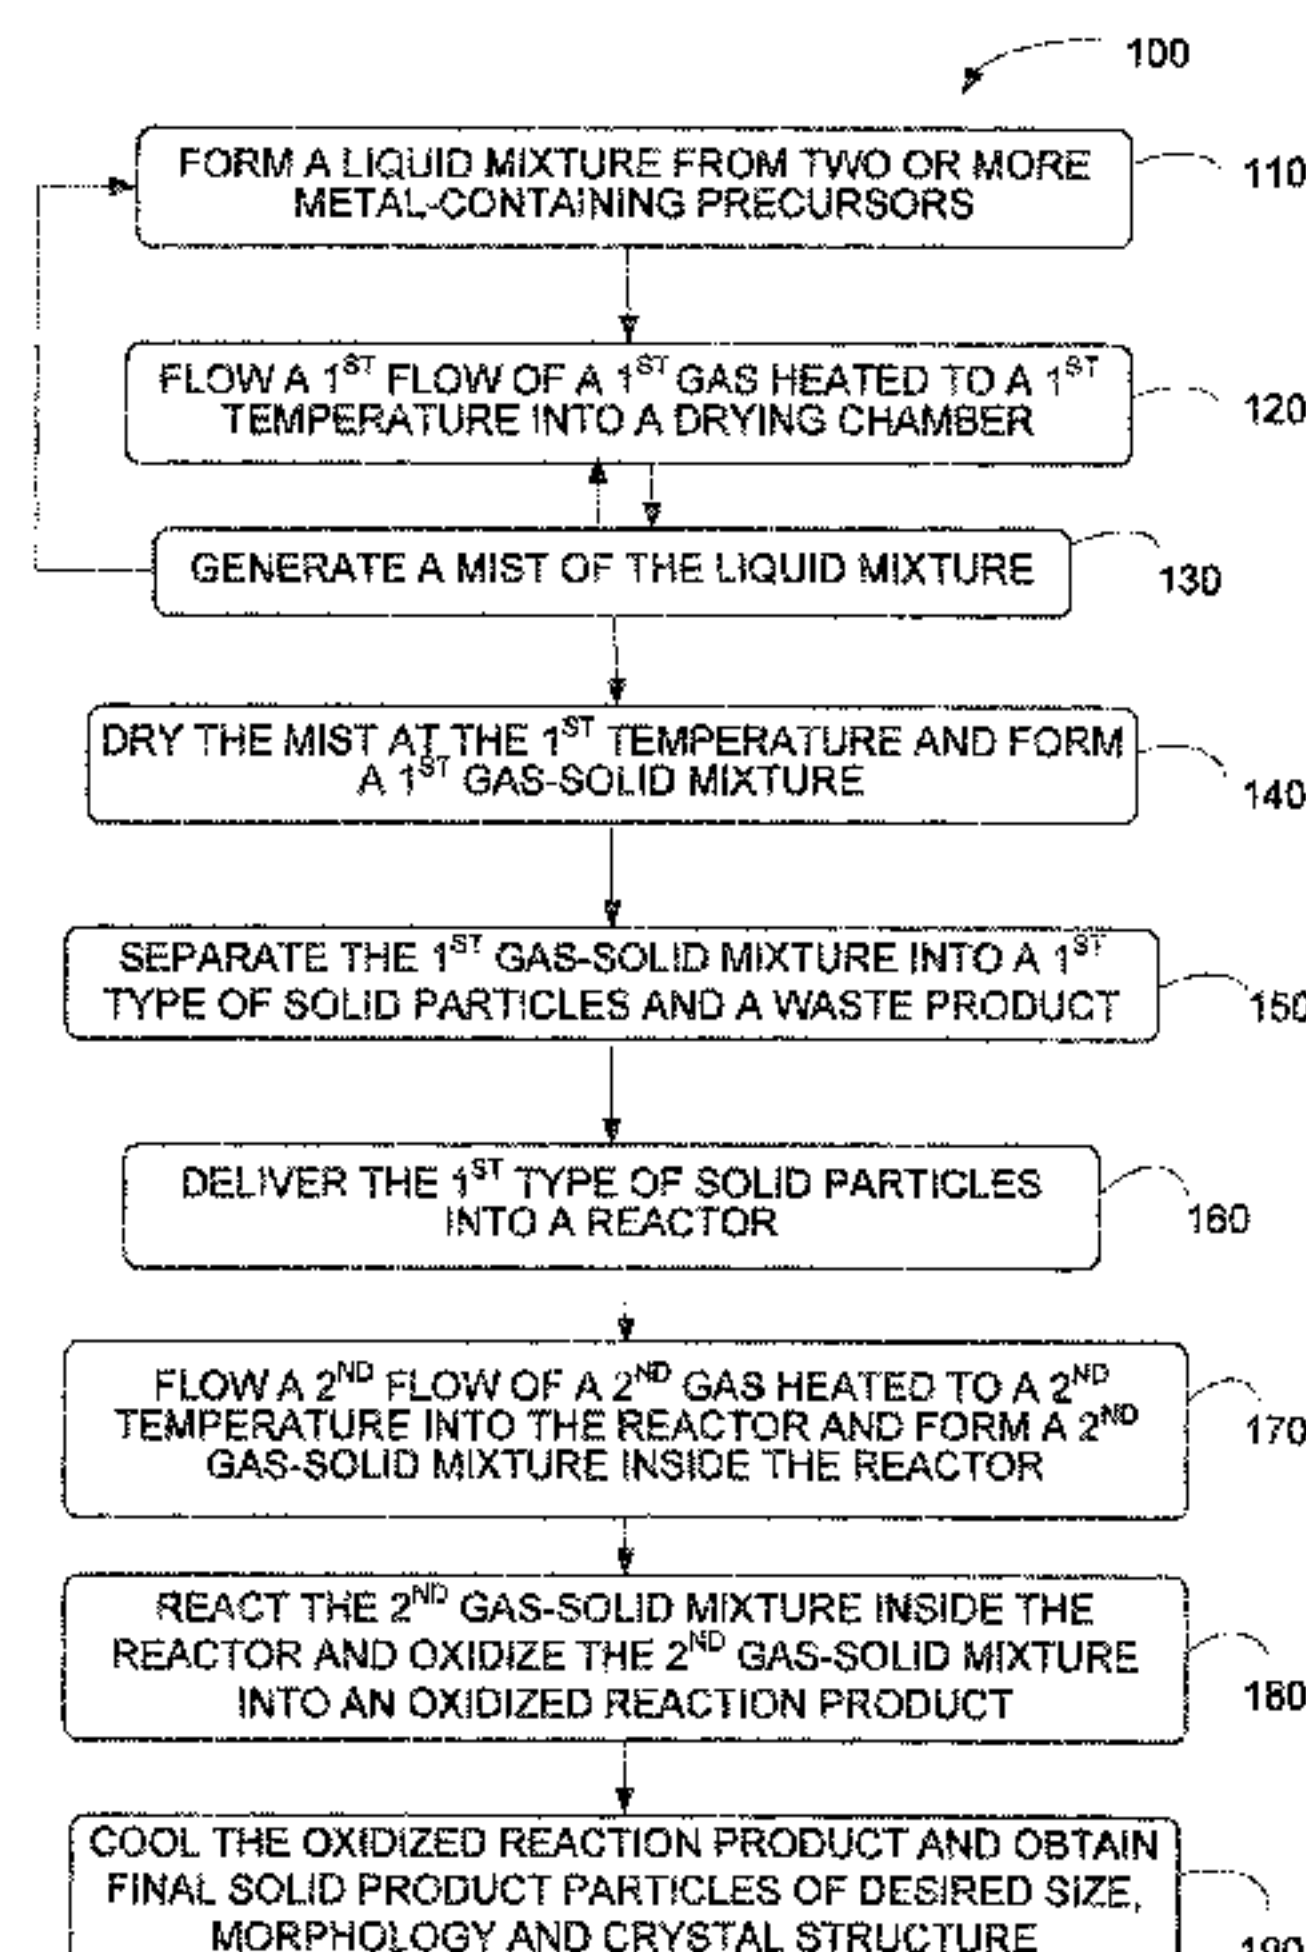 100
FORM A LIQUID MIXTURE FROM TWO OR MORE
METAL-CONTAINING PRECURSORS
110
FLOW A 1ST FLOW OF A 1ST GAS HEATED TO A 1ST
TEMPERATURE INTO A DRYING CHAMBER
120
GENERATE A MIST OF THE LIQUID MIXTURE
130
DRY THE MIST AT THE 1ST TEMPERATURE AND FORM
A 1ST GAS-SOLID MIXTURE
140
SEPARATE THE 1ST GAS-SOLID MIXTURE INTO A 1ST
TYPE OF SOLID PARTICLES AND A WASTE PRODUCT
150
DELIVER THE 1ST TYPE OF SOLID PARTICLES
INTO A REACTOR
160
FLOW A 2ND FLOW OF A 2ND GAS HEATED TO A 2ND
TEMPERATURE INTO THE REACTOR AND FORM A 2ND
GAS-SOLID MIXTURE INSIDE THE REACTOR
170
REACT THE 2ND GAS-SOLID MIXTURE INSIDE THE
REACTOR AND OXIDIZE THE 2ND GAS-SOLID MIXTURE
INTO AN OXIDIZED REACTION PRODUCT
180
COOL THE OXIDIZED REACTION PRODUCT AND OBTAIN
FINAL SOLID PRODUCT PARTICLES OF DESIRED SIZE,
MORPHOLOGY AND CRYSTAL STRUCTURE